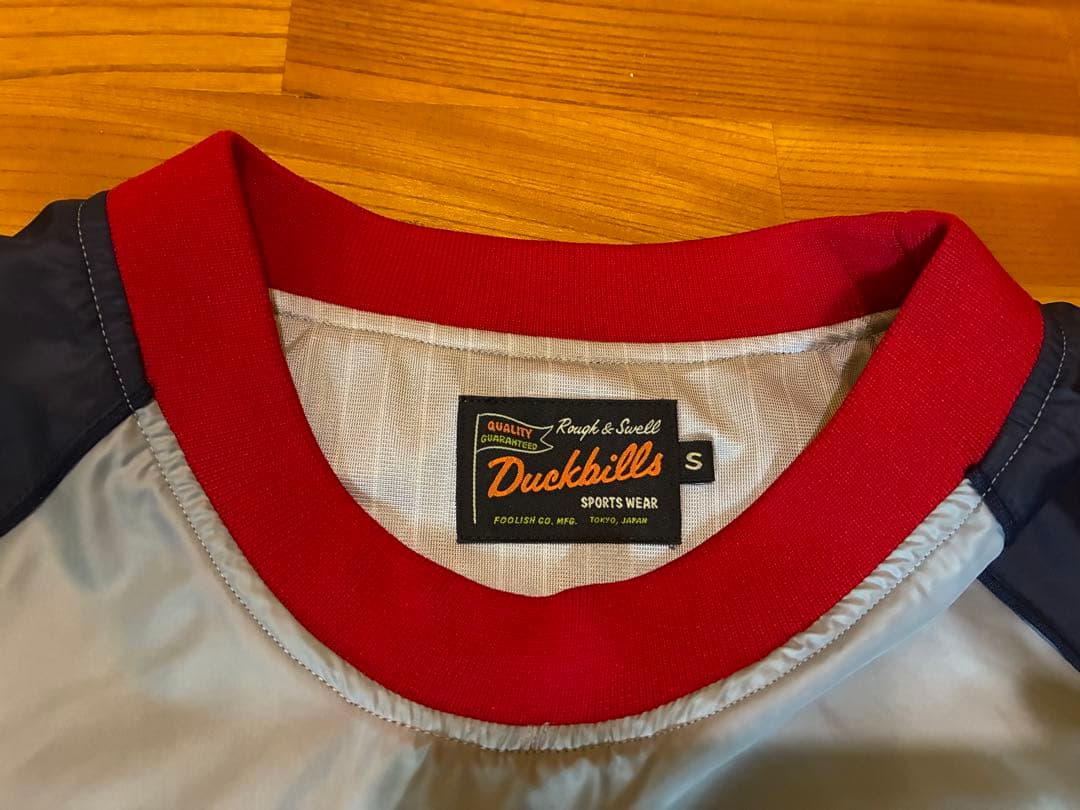 QUALITY
GUARANTEED
Rough & Swell
Duckbills
SPORTS WEAR
FOOLISH CO. MFG. TOKYO, JAPAN
S